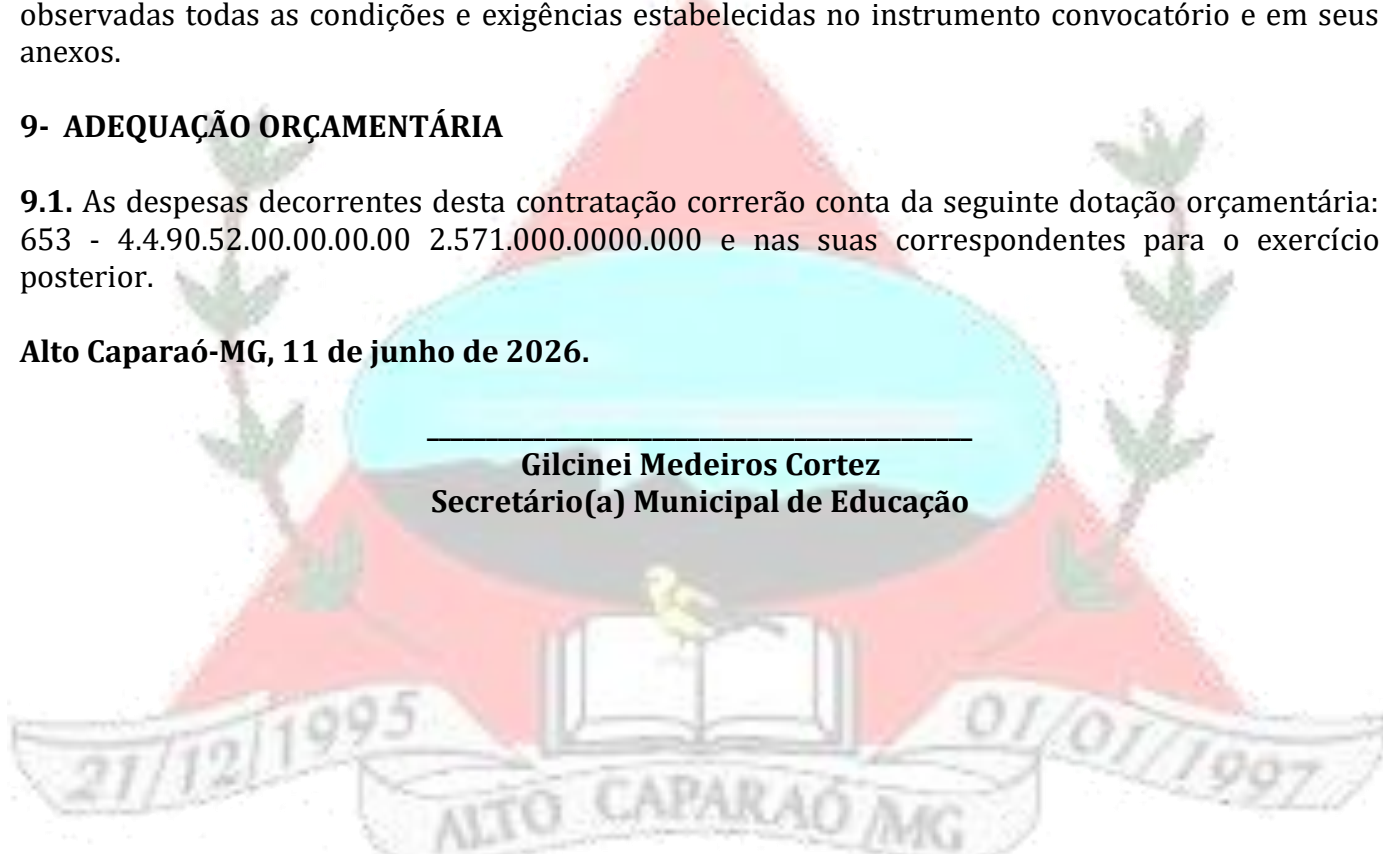 observadas todas as condições e exigências estabelecidas no instrumento convocatório e em seus
anexos.
9- ADEQUAÇÃO ORÇAMENTÁRIA
9.1. As despesas decorrentes desta contratação correrão conta da seguinte dotação orçamentária:
653 - 4.4.90.52.00.00.00.00 2.571.000.0000.000 e nas suas correspondentes para o exercício
posterior.
Alto Caparaó-MG, 11 de junho de 2026.
Gilcinei Medeiros Cortez
Secretário(a) Municipal de Educação
21/12/1995
01/01/1997
ALTO CAPARAÓ MG